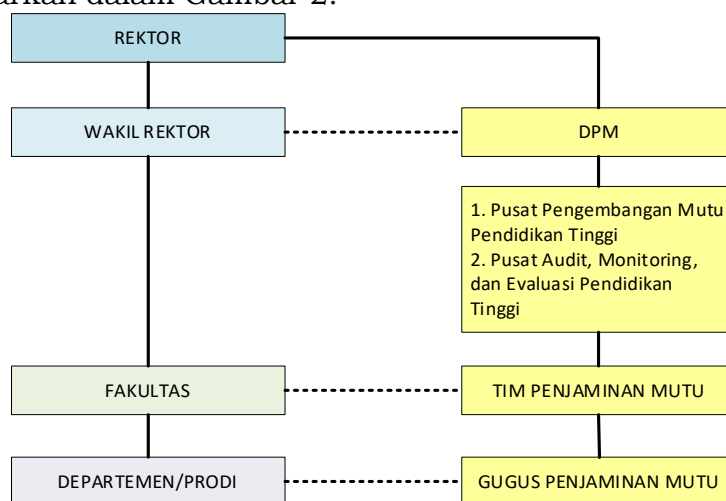 arkan dalam Gambar 2.
REKTOR
WAKIL REKTOR
DPM
1. Pusat Pengembangan Mutu
Pendidikan Tinggi
2. Pusat Audit, Monitoring,
dan Evaluasi Pendidikan
Tinggi
FAKULTAS
TIM PENJAMINAN MUTU
DEPARTEMEN/PRODI
GUGUS PENJAMINAN MUTU